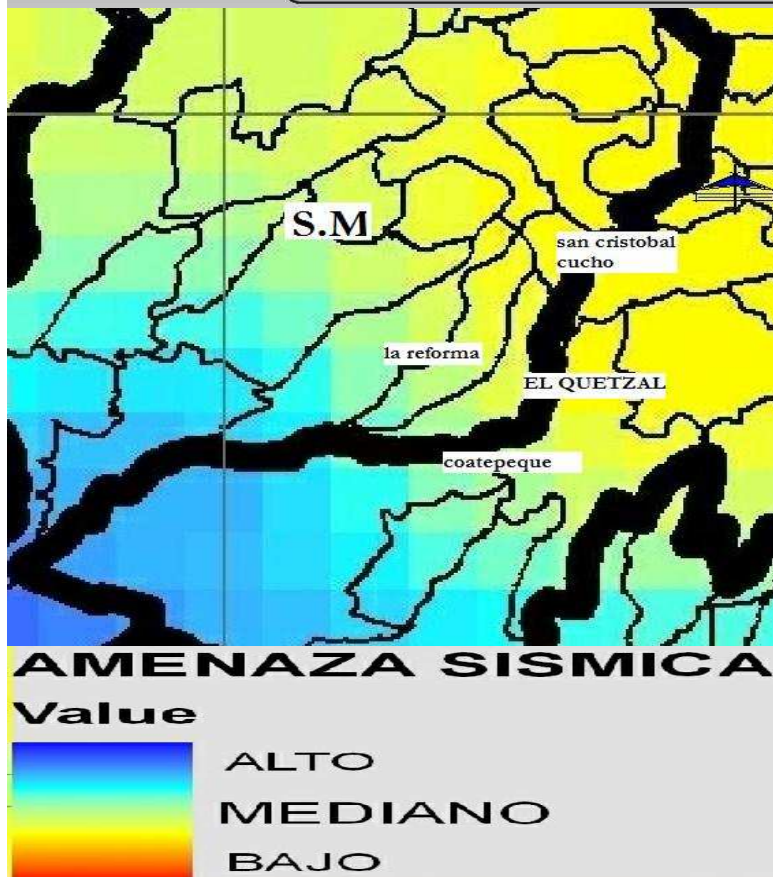 S.M
san cristobal
cucho
la reforma
EL QUETZAL
coatepeque
AMENAZA SISMICA
Value
ALTO
MEDIANO
BAJO